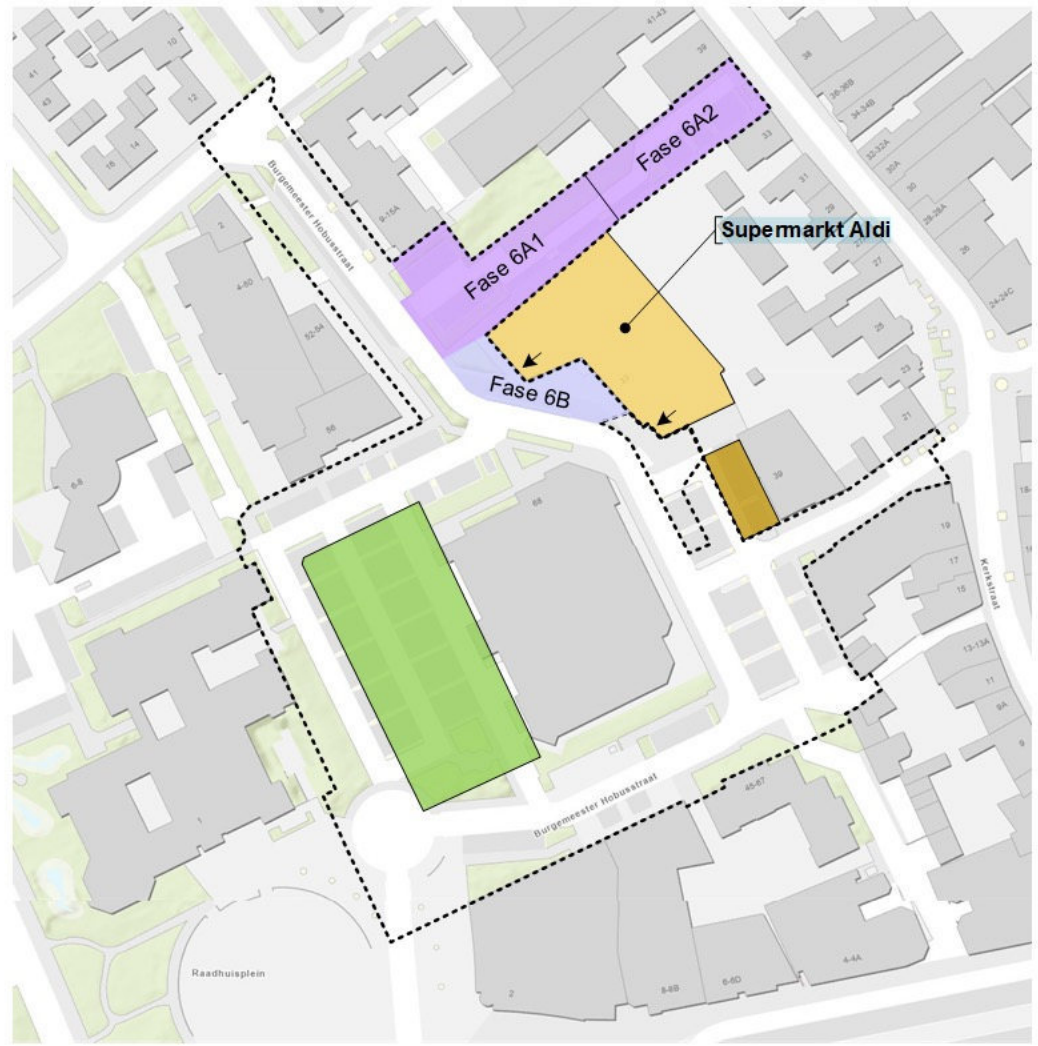 41-43
39
38
36-36B
34-34B
32-32A
30A
30
28-28A
26
24-24C
10
12
41
43
14
16
8
Fase 6A2
33
31
29
27
25
23
21
Burgemeester Hobusstraat
9-15A
2
4-50
52-54
56
Fase 6A1
Supermarkt Aldi
Fase 6B
33
39
6-8
68
19
17
15
Kerkstraat
13-13A
11
9A
9
1
Burgemeester Hobusstraat
45-67
Raadhuisplein
2
8-8B
6-6D
4-4A